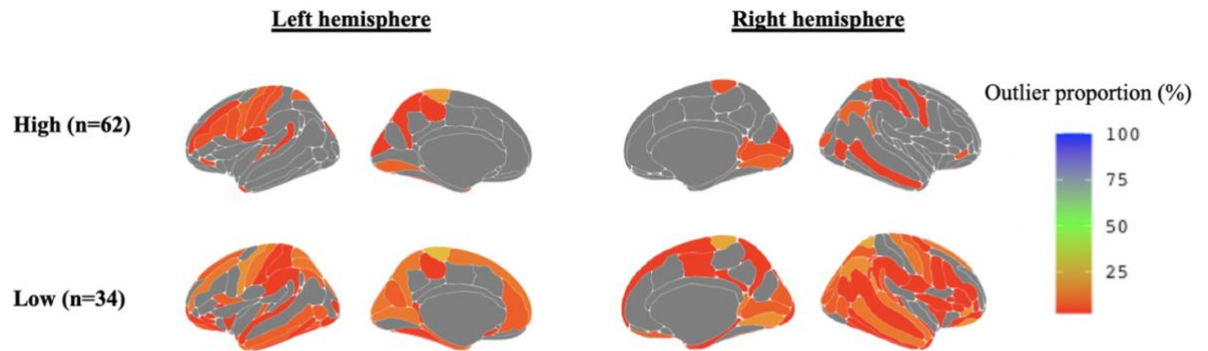 Left hemisphere
Right hemisphere
Outlier proportion (%)
High (n=62)
100
75
50
25
Low (n=34)